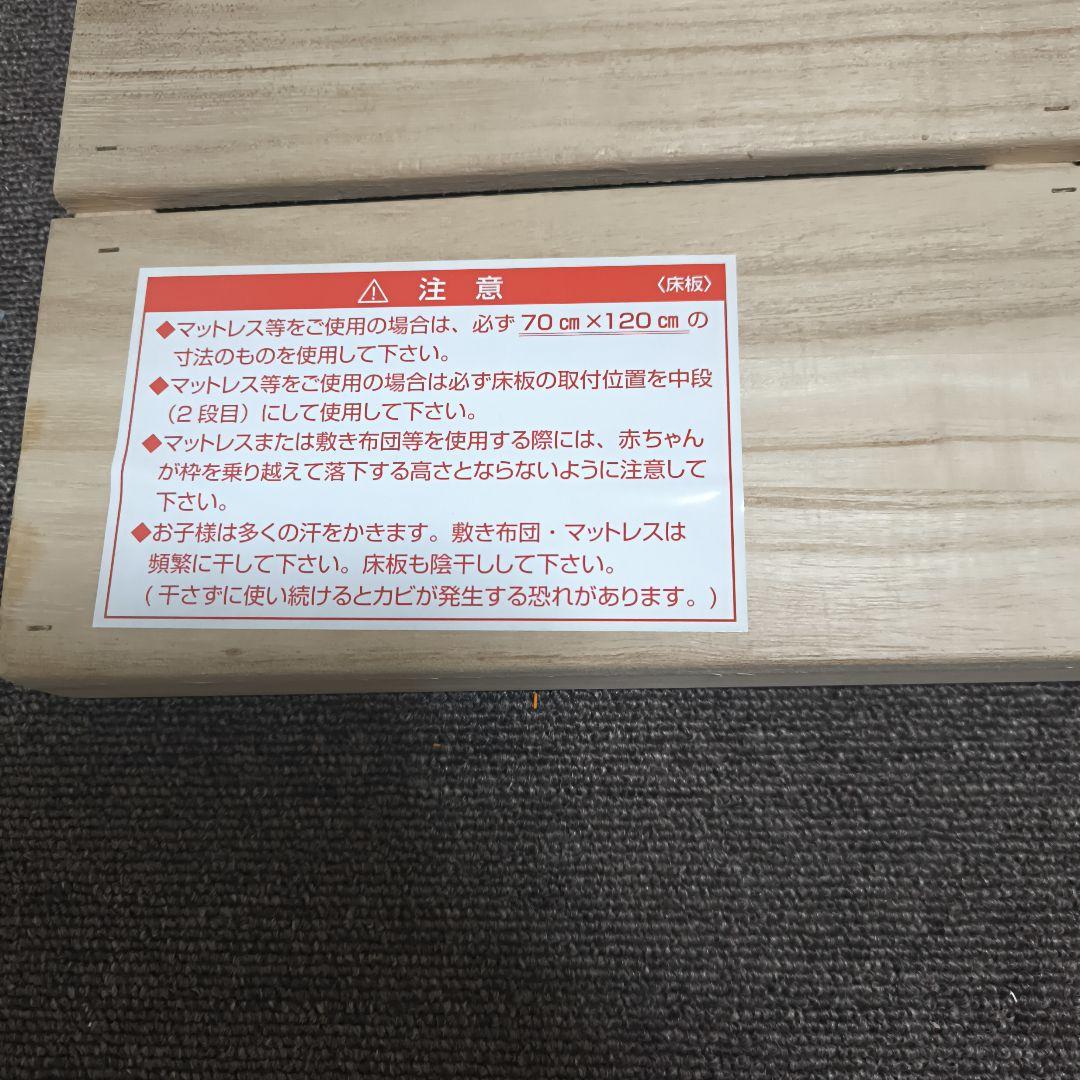 ⚠ 注意 〈床板〉
◆マットレス等をご使用の場合は、必ず70㎝×120㎝の
寸法のものを使用して下さい。
◆マットレス等をご使用の場合は必ず床板の取付位置を中段
（2段目）にして使用して下さい。
◆マットレスまたは敷き布団等を使用する際には、赤ちゃん
が枠を乗り越えて落下する高さとならないように注意して
下さい。
◆お子様は多くの汗をかきます。敷き布団・マットレスは
頻繁に干して下さい。床板も陰干しして下さい。
(干さずに使い続けるとカビが発生する恐れがあります。)